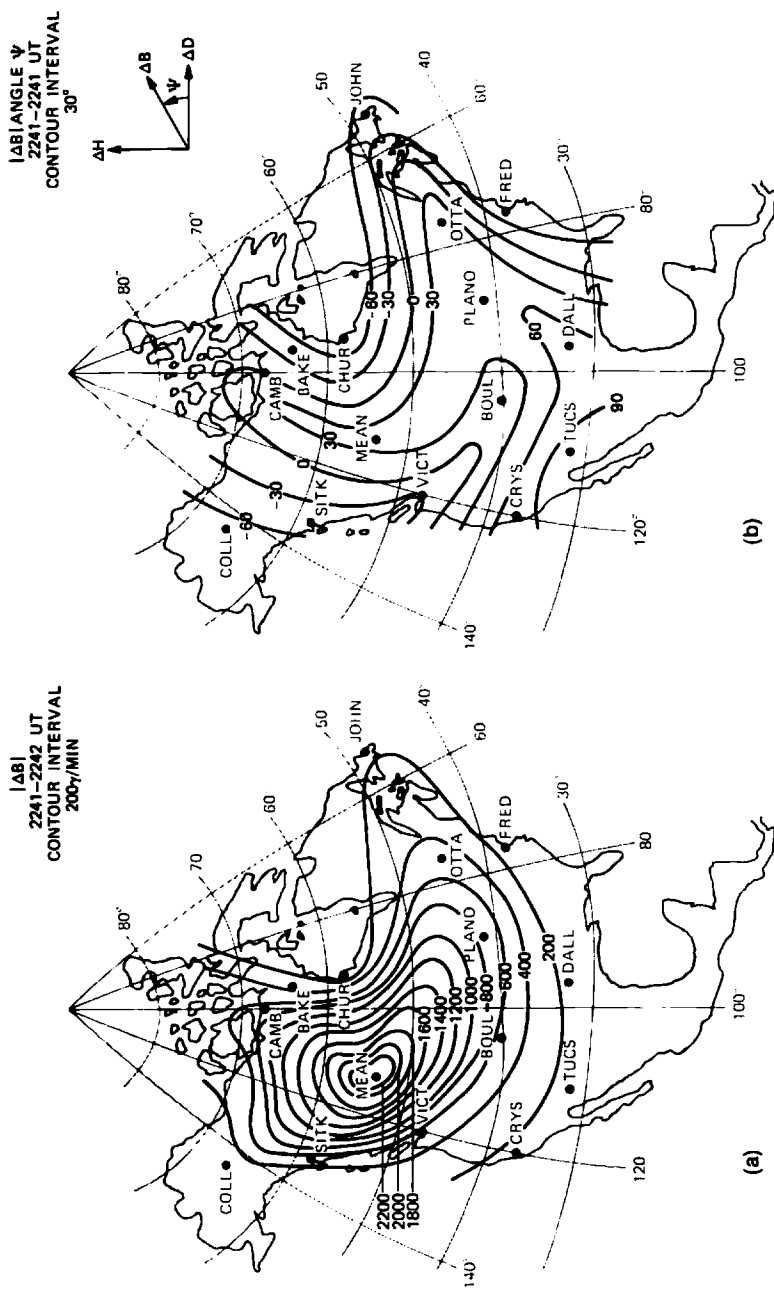 |ΔB|
2241–2242 UT
CONTOUR INTERVAL
200γ/MIN
80°
70
60
50
40
JOHN
60
COLL
CAMB
BAKE
CHUR
SITK
MEAN
VICT
OTTA
PLANO
FRED
30
80
2200
2000
1800
1600
1400
1200
1000
800
600
400
200
BOUL
DALL
TUCS
CRYS
140°
120
100°
(a)
|ΔB| ANGLE Ψ
2241–2241 UT
CONTOUR INTERVAL
30°
ΔH
ΔB
Ψ
ΔD
80°
70°
60°
50
40
JOHN
60°
COLL
CAMB
BAKE
CHUR
-60
-30
0
30
-60
-30
0
30
SITK
MEAN
VICT
OTTA
PLANO
FRED
30°
80°
BOUL
60
DALL
90
TUCS
CRYS
140°
120°
100
(b)